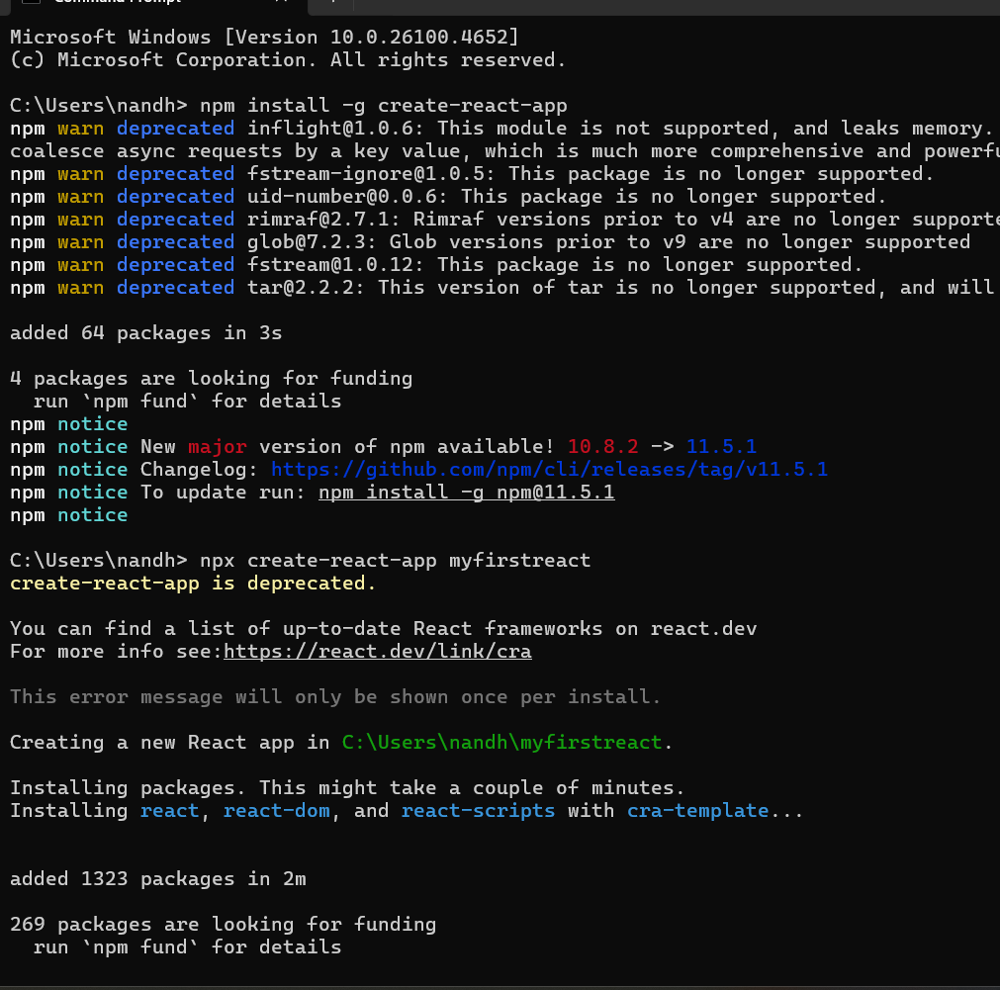 Command Prompt
Microsoft Windows [Version 10.0.26100.4652]
(c) Microsoft Corporation. All rights reserved.
C:\Users\nandh> npm install -g create-react-app
npm warn deprecated inflight@1.0.6: This module is not supported, and leaks memory.
coalesce async requests by a key value, which is much more comprehensive and powerfu
npm warn deprecated fstream-ignore@1.0.5: This package is no longer supported.
npm warn deprecated uid-number@0.0.6: This package is no longer supported.
npm warn deprecated rimraf@2.7.1: Rimraf versions prior to v4 are no longer supporte
npm warn deprecated glob@7.2.3: Glob versions prior to v9 are no longer supported
npm warn deprecated fstream@1.0.12: This package is no longer supported.
npm warn deprecated tar@2.2.2: This version of tar is no longer supported, and will
added 64 packages in 3s
4 packages are looking for funding
run `npm fund` for details
npm notice
npm notice New major version of npm available! 10.8.2 -> 11.5.1
npm notice Changelog: https://github.com/npm/cli/releases/tag/v11.5.1
npm notice To update run: npm install -g npm@11.5.1
npm notice
C:\Users\nandh> npx create-react-app myfirstreact
create-react-app is deprecated.
You can find a list of up-to-date React frameworks on react.dev
For more info see:https://react.dev/link/cra
This error message will only be shown once per install.
Creating a new React app in C:\Users\nandh\myfirstreact.
Installing packages. This might take a couple of minutes.
Installing react, react-dom, and react-scripts with cra-template...
added 1323 packages in 2m
269 packages are looking for funding
run `npm fund` for details